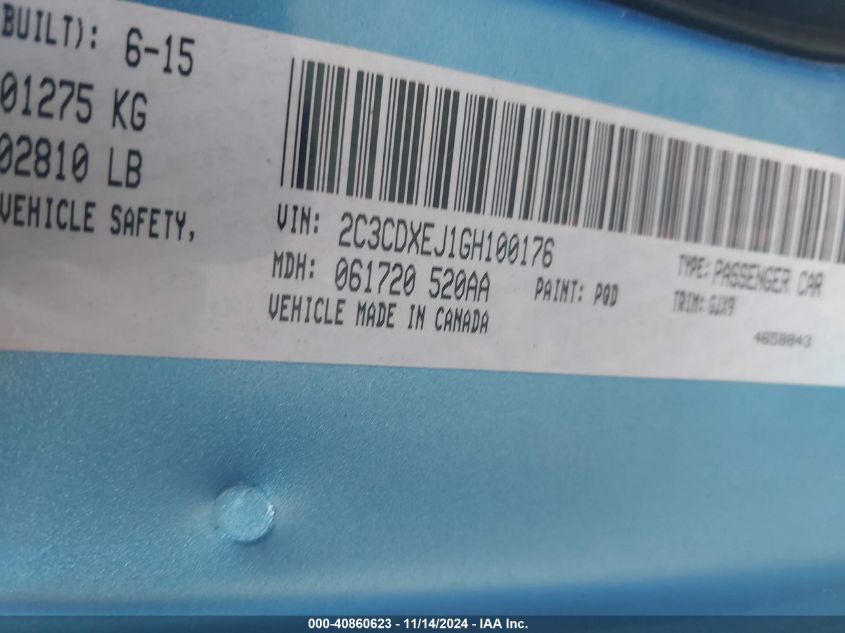 BUILT): 6-15
01275 KG
02810 LB
VEHICLE SAFETY,
VIN: 2C3CDXEJ1GH100176
MDH: 061720 520AA
PAINT: PQD
TYPE: PASSENGER CAR
TRIM: GJX9
VEHICLE MADE IN CANADA
4658843
000-40860623 - 11/14/2024 - IAA Inc.